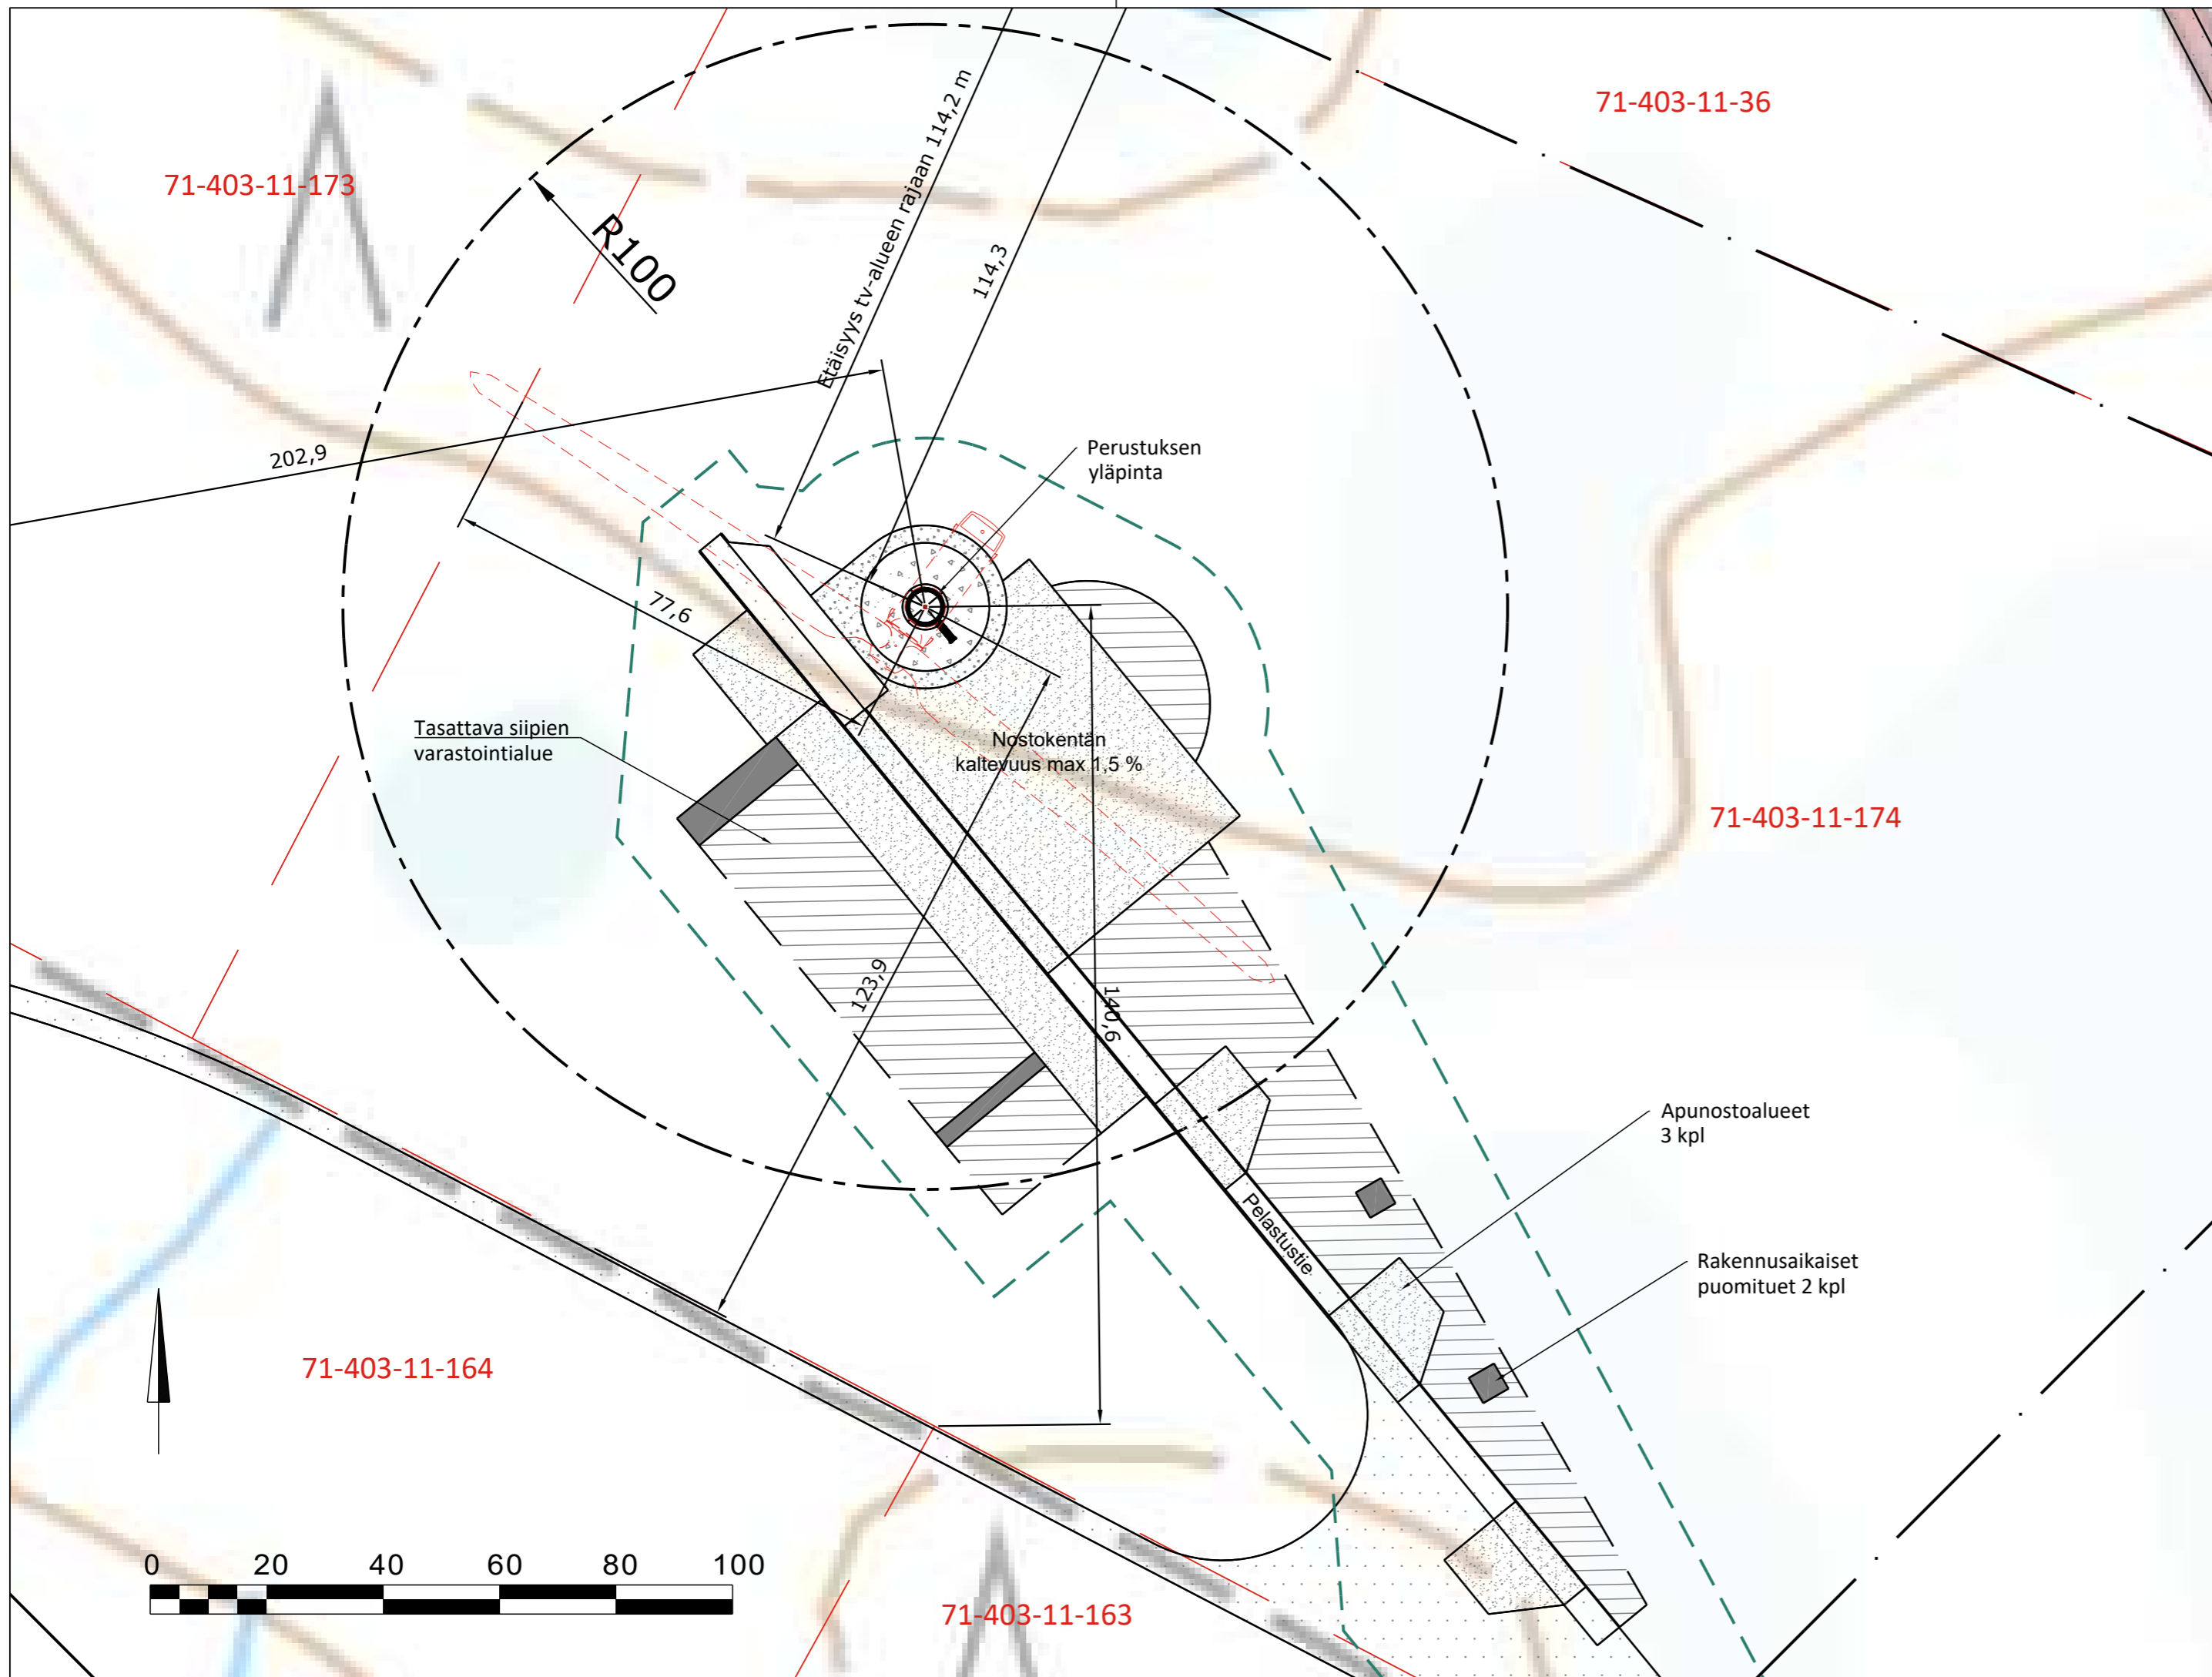 71-403-11-36
71-403-11-173
R100
Etäisyys tv-alueen rajaan 114,2 m
114,3
202,9
Perustuksen
yläpinta
77,6
Tasattava siipien
varastointialue
Nostokentän
kaltevuus max 1,5 %
71-403-11-174
123,9
140,6
Apunostoalueet
3 kpl
Pelastustie
Rakennusaikaiset
puomituet 2 kpl
71-403-11-164
0 20 40 60 80 100
71-403-11-163